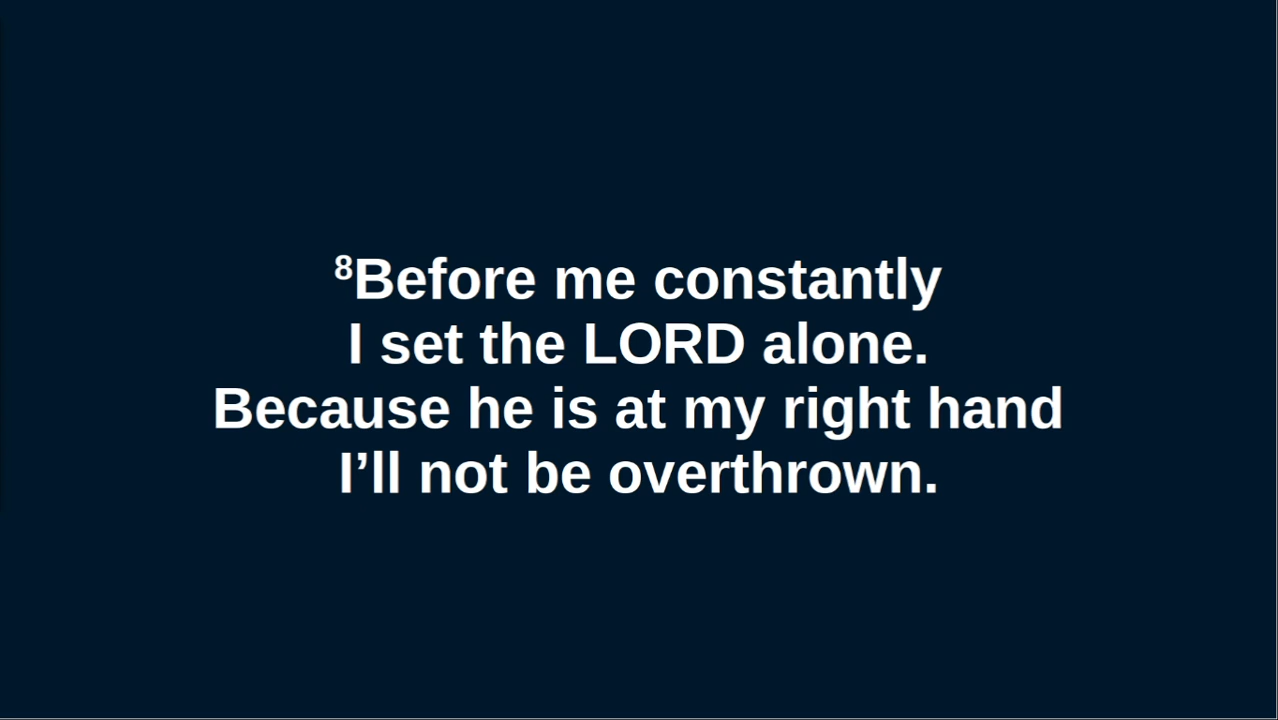 ⁸Before me constantly
I set the LORD alone.
Because he is at my right hand
I’ll not be overthrown.